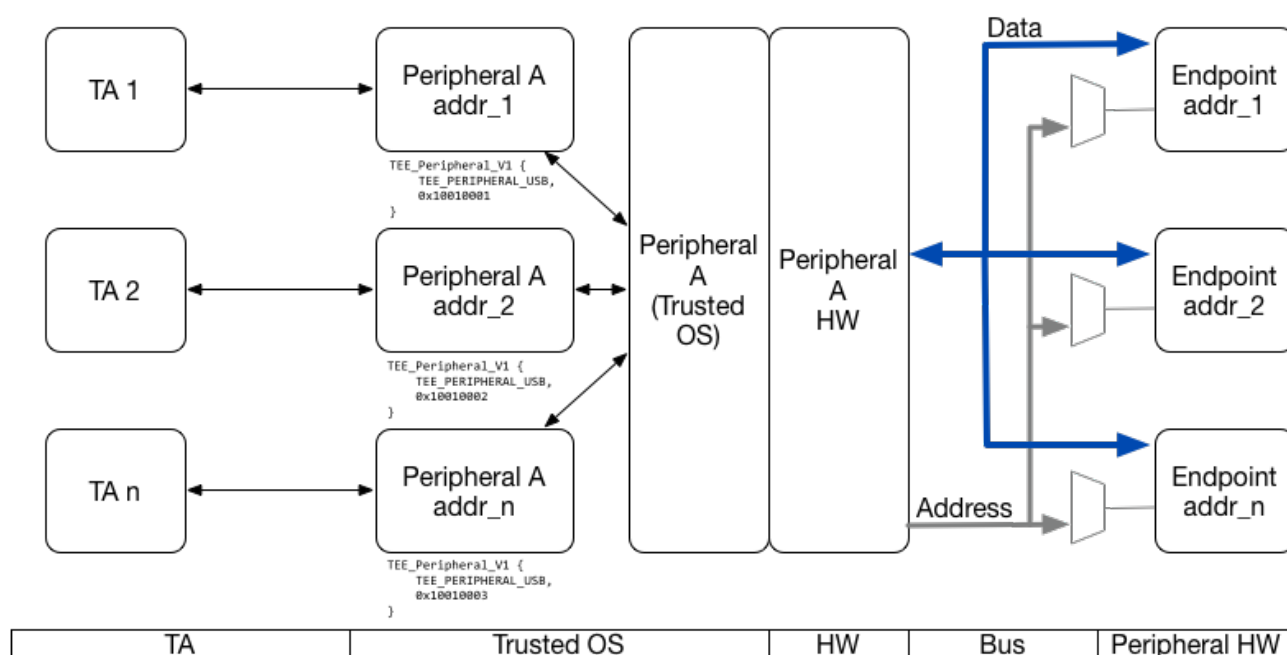 Data
TA 1
Peripheral A
addr_1
Endpoint
addr_1
TEE_Peripheral_V1 {
TEE_PERIPHERAL_USB,
0x10010001
}
TA 2
Peripheral A
addr_2
Peripheral
A
(Trusted
OS)
Peripheral
A
HW
Endpoint
addr_2
TEE_Peripheral_V1 {
TEE_PERIPHERAL_USB,
0x10010002
}
TA n
Peripheral A
addr_n
Address
Endpoint
addr_n
TEE_Peripheral_V1 {
TEE_PERIPHERAL_USB,
0x10010003
}
TA
Trusted OS
HW
Bus
Peripheral HW